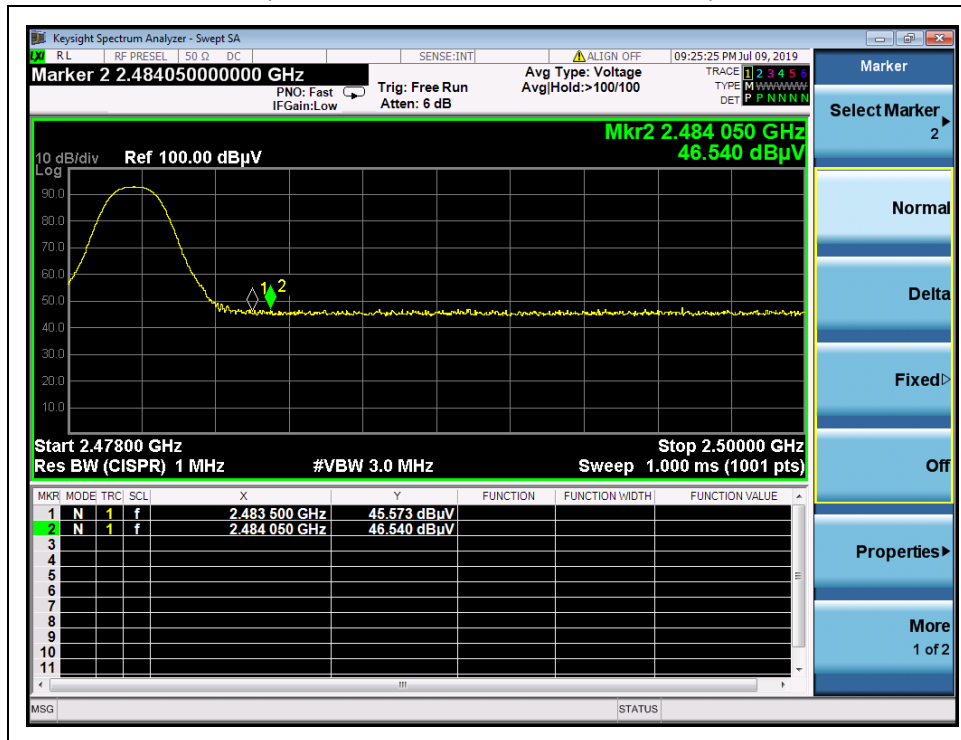 Keysight Spectrum Analyzer - Swept SA
LXI RL RF PRESEL 50 Ω DC SENSE:INT ALIGN OFF 09:25:25 PM Jul 09, 2019
Marker 2 2.484050000000 GHz
Avg Type: Voltage
TRACE 1 2 3 4 5 6
PNO: Fast
Trig: Free Run
Avg|Hold:>100/100
TYPE M WWWWW
IFGain:Low
Atten: 6 dB
DET P P N N N N
Mkr2 2.484 050 GHz
46.540 dBµV
10 dB/div Ref 100.00 dBµV
Log
90.0
80.0
70.0
60.0
50.0
40.0
30.0
20.0
10.0
1 2
Start 2.47800 GHz Stop 2.50000 GHz
Res BW (CISPR) 1 MHz #VBW 3.0 MHz Sweep 1.000 ms (1001 pts)
MKR MODE TRC SCL X Y FUNCTION FUNCTION WIDTH FUNCTION VALUE
1 N 1 f 2.483 500 GHz 45.573 dBµV
2 N 1 f 2.484 050 GHz 46.540 dBµV
3
4
5
6
7
8
9
10
11
MSG STATUS
Marker
Select Marker
2
Normal
Delta
Fixed
Off
Properties
More
1 of 2